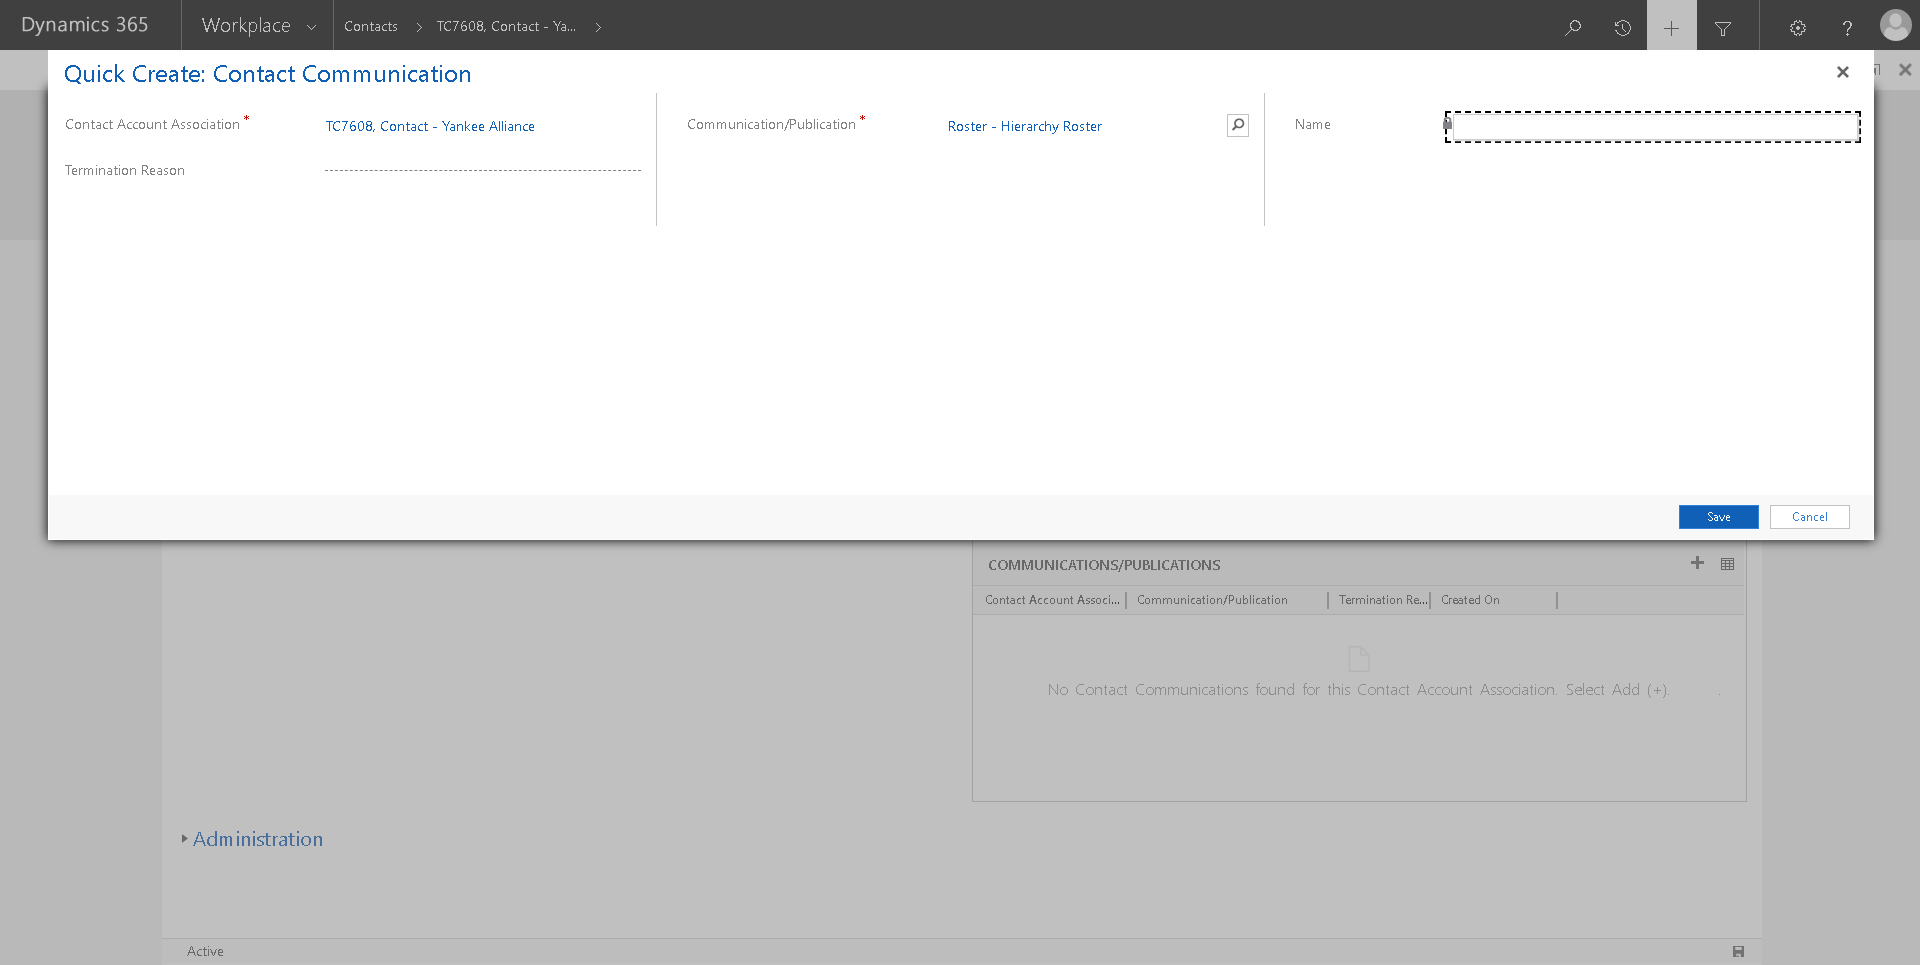 Dynamics 365
Workplace
Contacts
TC7608, Contact - Ya...
Quick Create: Contact Communication
Contact Account Association *
TC7608, Contact - Yankee Alliance
Communication/Publication *
Roster - Hierarchy Roster
Name
Termination Reason
Save
Cancel
COMMUNICATIONS/PUBLICATIONS
Contact Account Associ...
Communication/Publication
Termination Re...
Created On
No Contact Communications found for this Contact Account Association. Select Add (+). .
Administration
Active